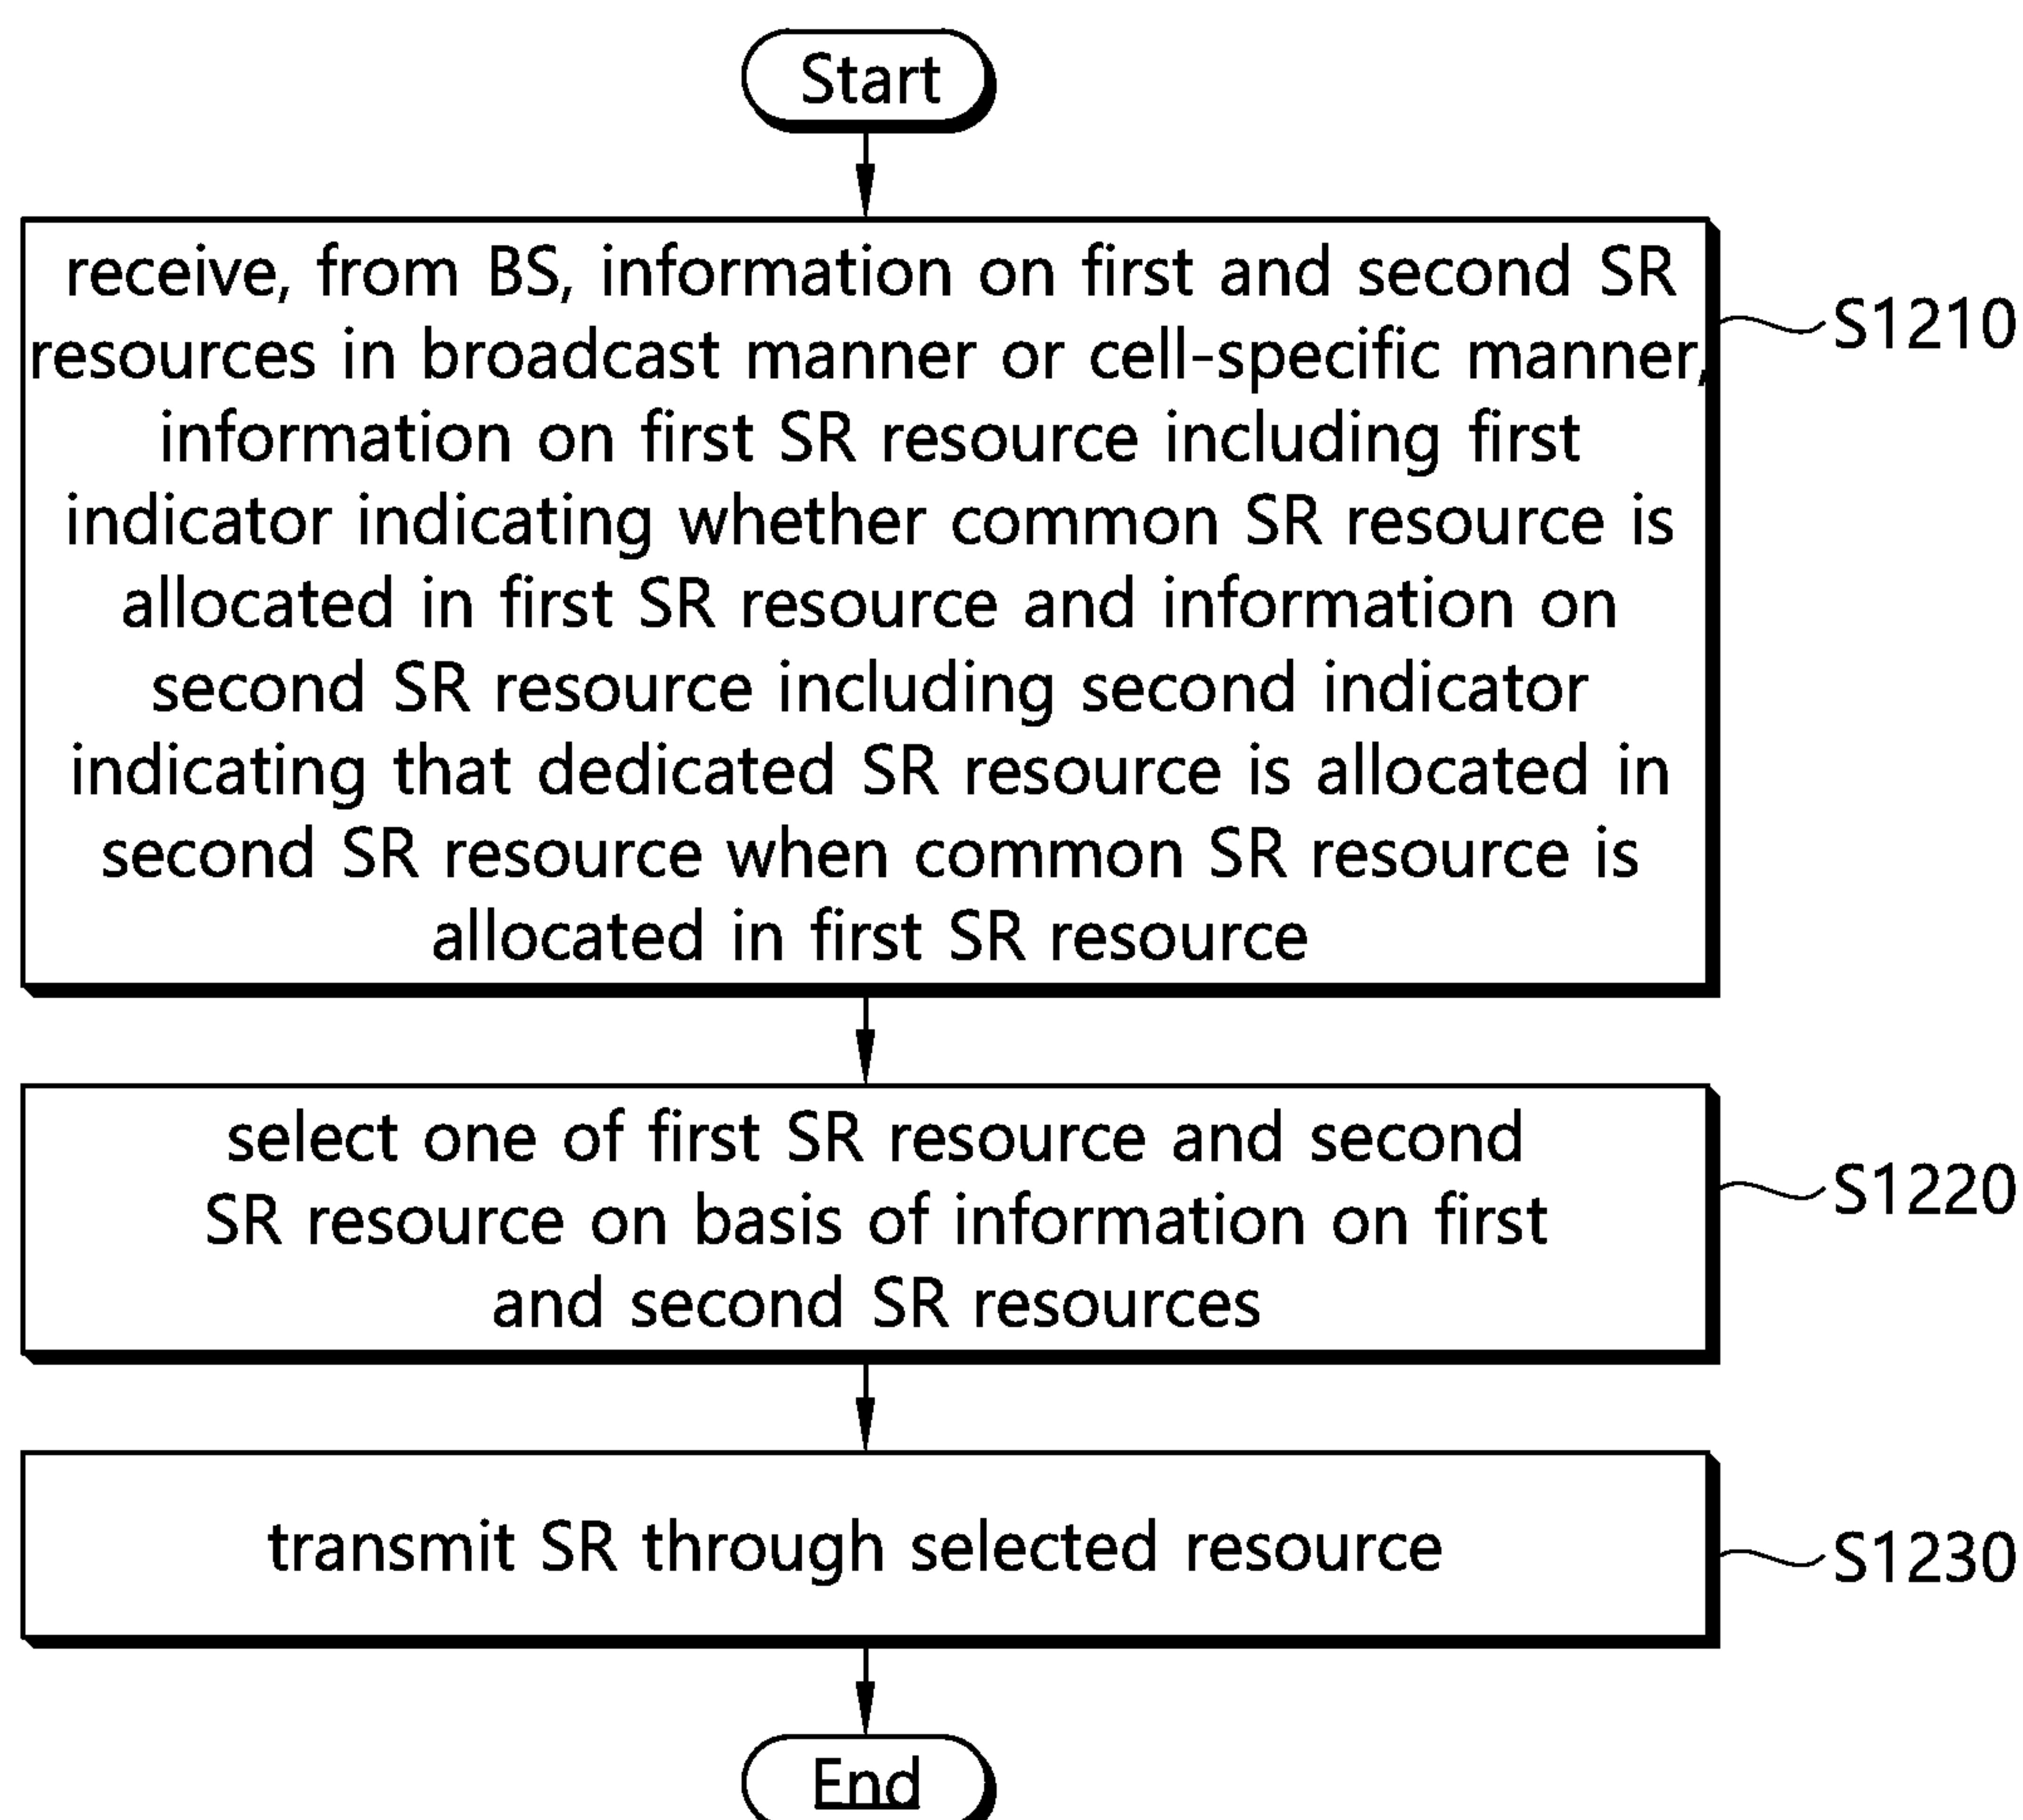 Start
receive, from BS, information on first and second SR
resources in broadcast manner or cell-specific manner,
information on first SR resource including first
indicator indicating whether common SR resource is
allocated in first SR resource and information on
second SR resource including second indicator
indicating that dedicated SR resource is allocated in
second SR resource when common SR resource is
allocated in first SR resource
S1210
select one of first SR resource and second
SR resource on basis of information on first
and second SR resources
S1220
transmit SR through selected resource
S1230
End